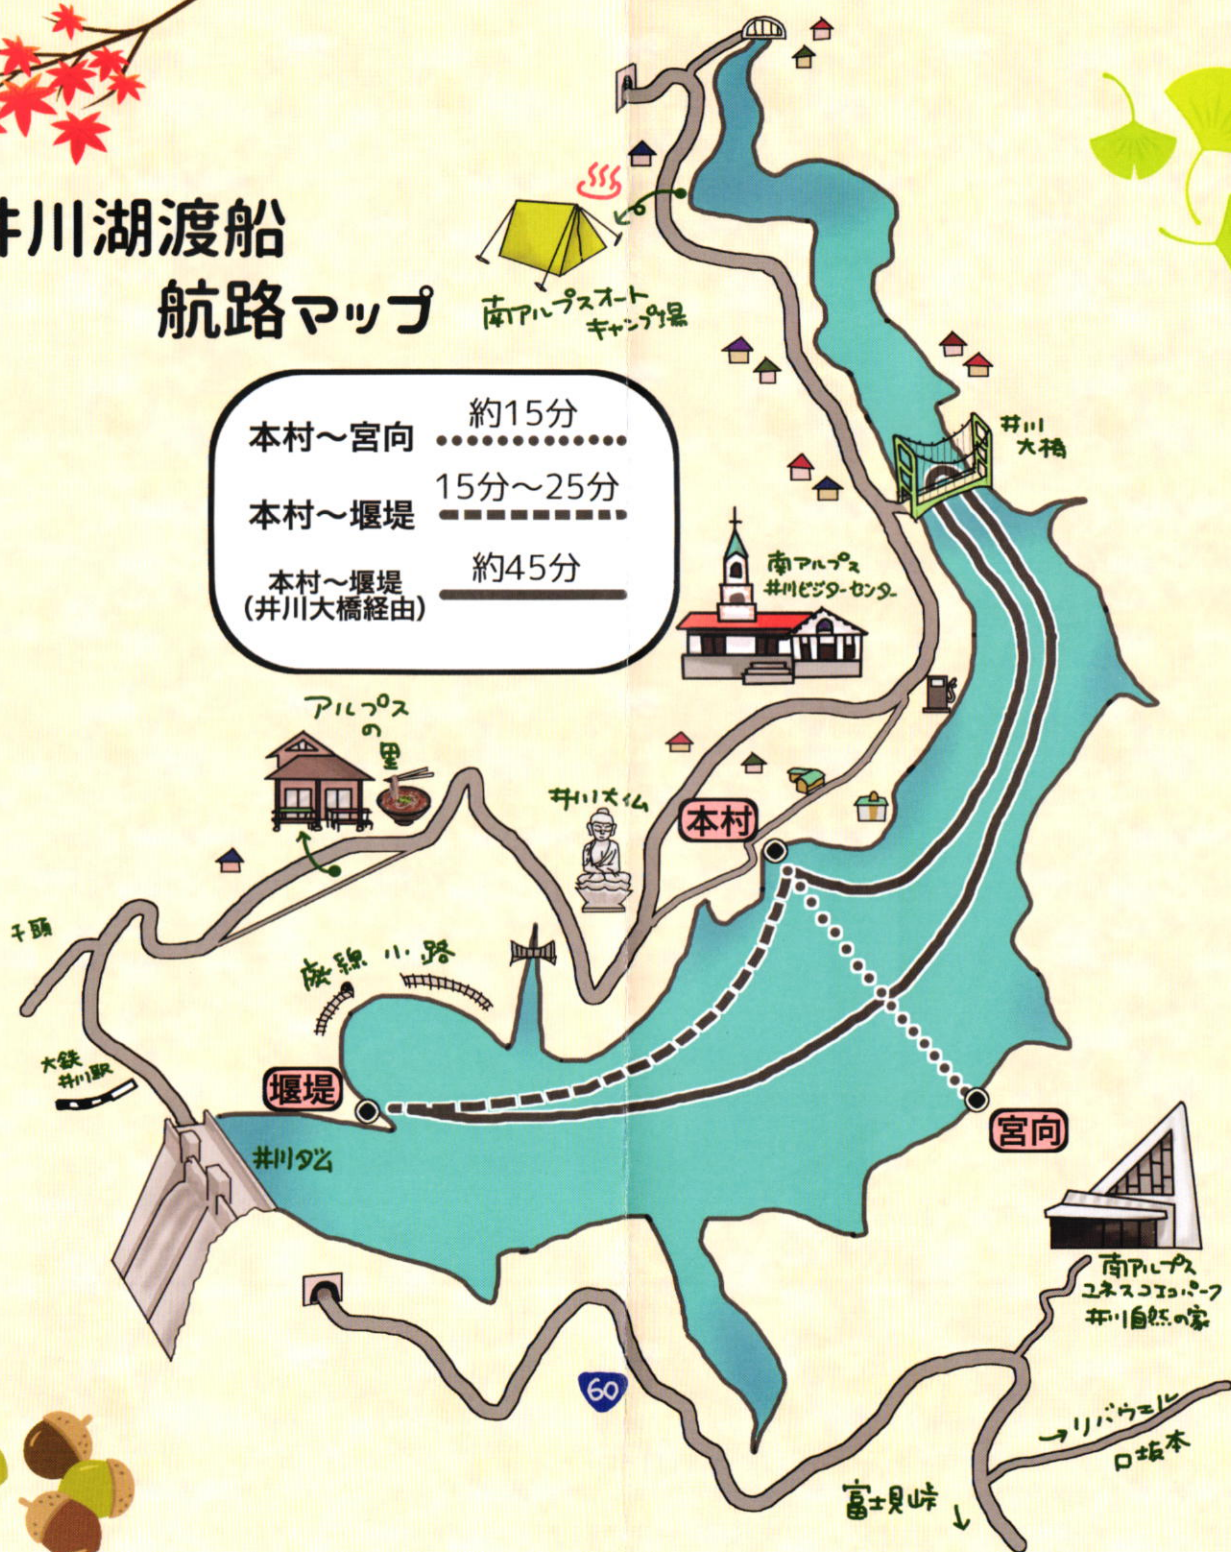 井川湖渡船
航路マップ
本村～宮向
約15分
本村～堰堤
15分～25分
本村～堰堤
(井川大橋経由)
約45分
南アルプスオート
キャンプ場
井川
大橋
南アルプス
井川ビジターセンター
アルプス
の
里
井川大仏
本村
千頭
廃線小路
大鉄
井川駅
堰堤
井川ダム
宮向
南アルプス
ユネスコエコパーク
井川自然の家
60
→リバウェル
口坂本
富士見峠
↓